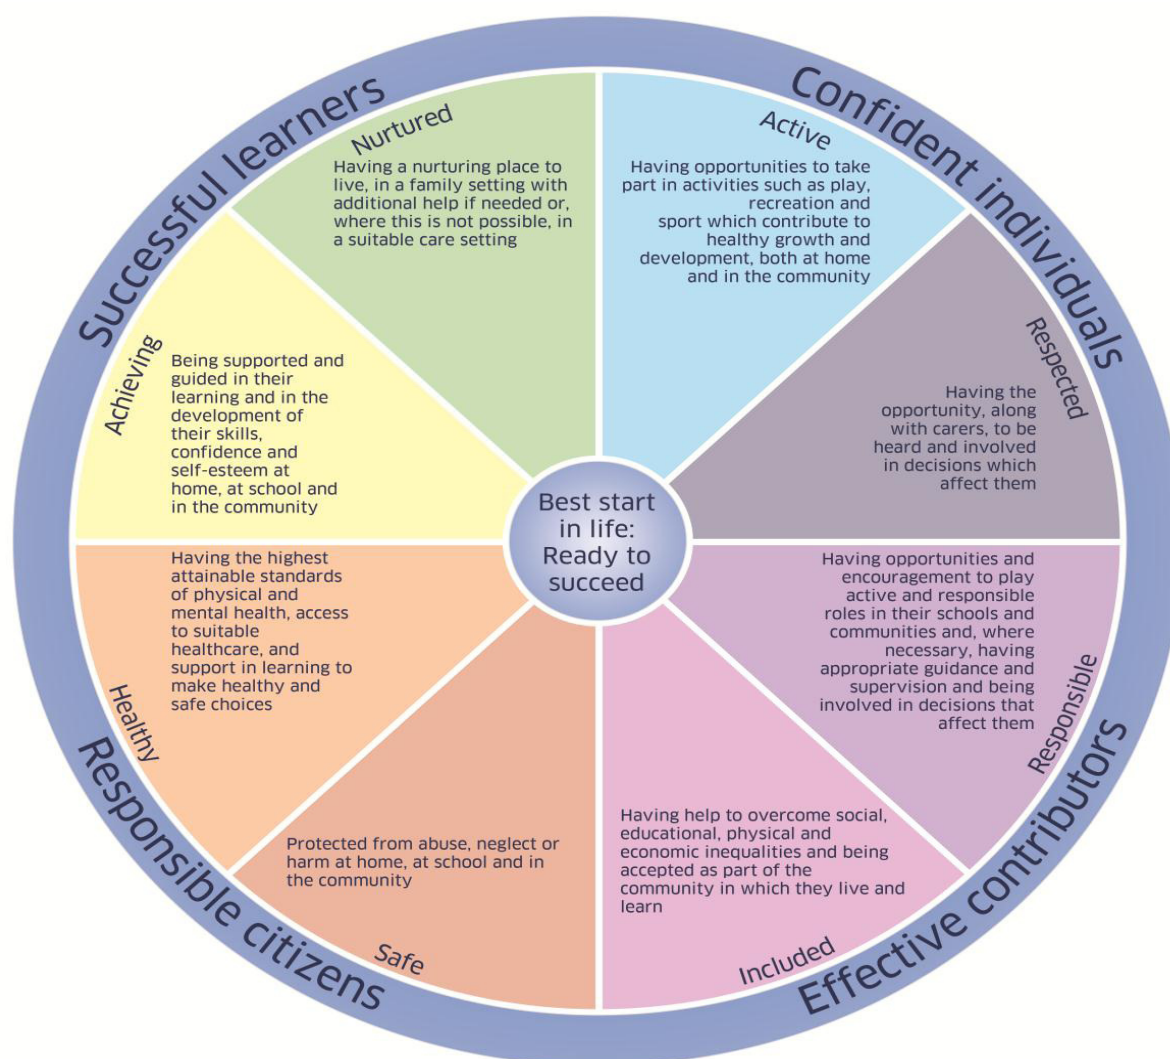 Successful learners
Confident individuals
Nurtured
Having a nurturing place to
live, in a family setting with
additional help if needed or,
where this is not possible, in
a suitable care setting
Active
Having opportunities to take
part in activities such as play,
recreation and
sport which contribute to
healthy growth and
development, both at home
and in the community
Achieving
Being supported and
guided in their
learning and in the
development of
their skills,
confidence and
self-esteem at
home, at school and
in the community
Respected
Having the
opportunity, along
with carers, to be
heard and involved
in decisions which
affect them
Best start
in life:
Ready to
succeed
Healthy
Having the highest
attainable standards
of physical and
mental health, access
to suitable
healthcare, and
support in learning to
make healthy and
safe choices
Responsible
Having opportunities and
encouragement to play
active and responsible
roles in their schools and
communities and, where
necessary, having
appropriate guidance and
supervision and being
involved in decisions that
affect them
Protected from abuse, neglect or
harm at home, at school and in
the community
Safe
Having help to overcome social,
educational, physical and
economic inequalities and being
accepted as part of the
community in which they live and
learn
Included
Responsible citizens
Effective contributors